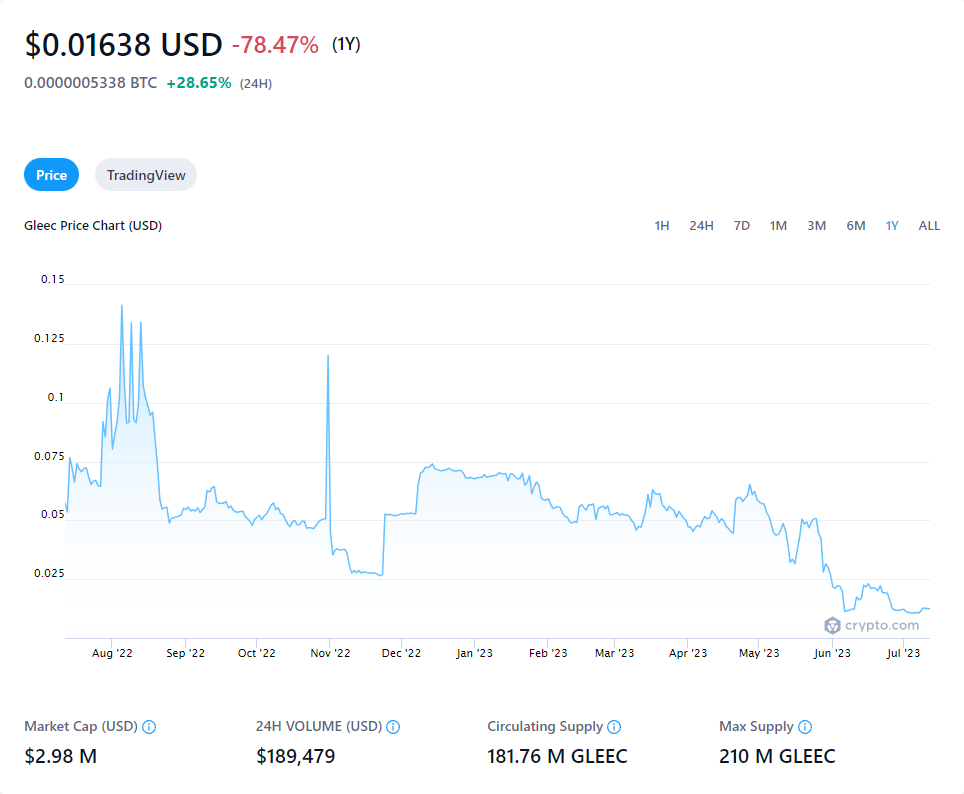 $0.01638 USD -78.47% (1Y)
0.0000005338 BTC +28.65% (24H)
Price TradingView
Gleec Price Chart (USD) 1H 24H 7D 1M 3M 6M 1Y ALL
0.15
0.125
0.1
0.075
0.05
0.025
crypto.com
Aug '22 Sep '22 Oct '22 Nov '22 Dec '22 Jan '23 Feb '23 Mar '23 Apr '23 May '23 Jun '23 Jul '23
Market Cap (USD) 24H VOLUME (USD) Circulating Supply Max Supply
$2.98 M $189,479 181.76 M GLEEC 210 M GLEEC